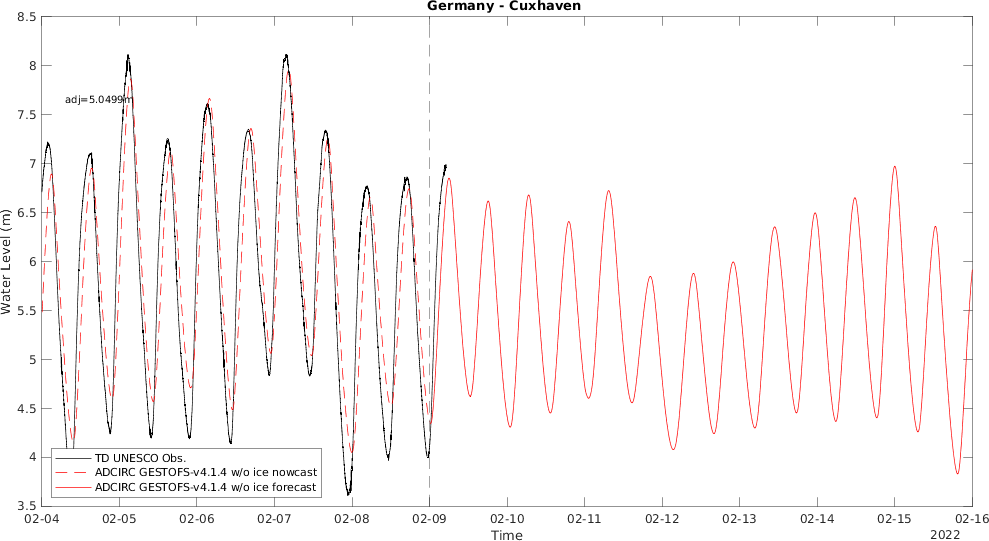 Germany - Cuxhaven
8.5
8
7.5
7
6.5
6
5.5
5
4.5
4
3.5
Water Level (m)
adj=5.0499m
TD UNESCO Obs.
ADCIRC GESTOFS-v4.1.4 w/o ice nowcast
ADCIRC GESTOFS-v4.1.4 w/o ice forecast
02-04 02-05 02-06 02-07 02-08 02-09 02-10 02-11 02-12 02-13 02-14 02-15 02-16
Time
2022